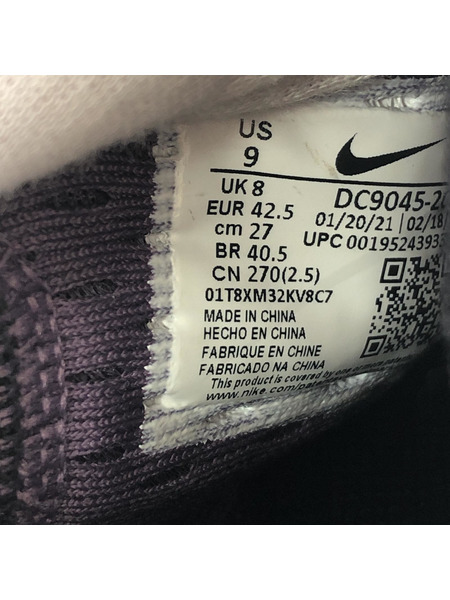 US
9
UK 8
EUR 42.5
cm 27
BR 40.5
CN 270(2.5)
01T8XM32KV8C7
MADE IN CHINA
HECHO EN CHINA
FABRIQUE EN CHINE
FABRICADO NA CHINA
This product is covered by one
www.nike.com/
DC9045-
01/20/21 | 02/18
UPC 0019524393